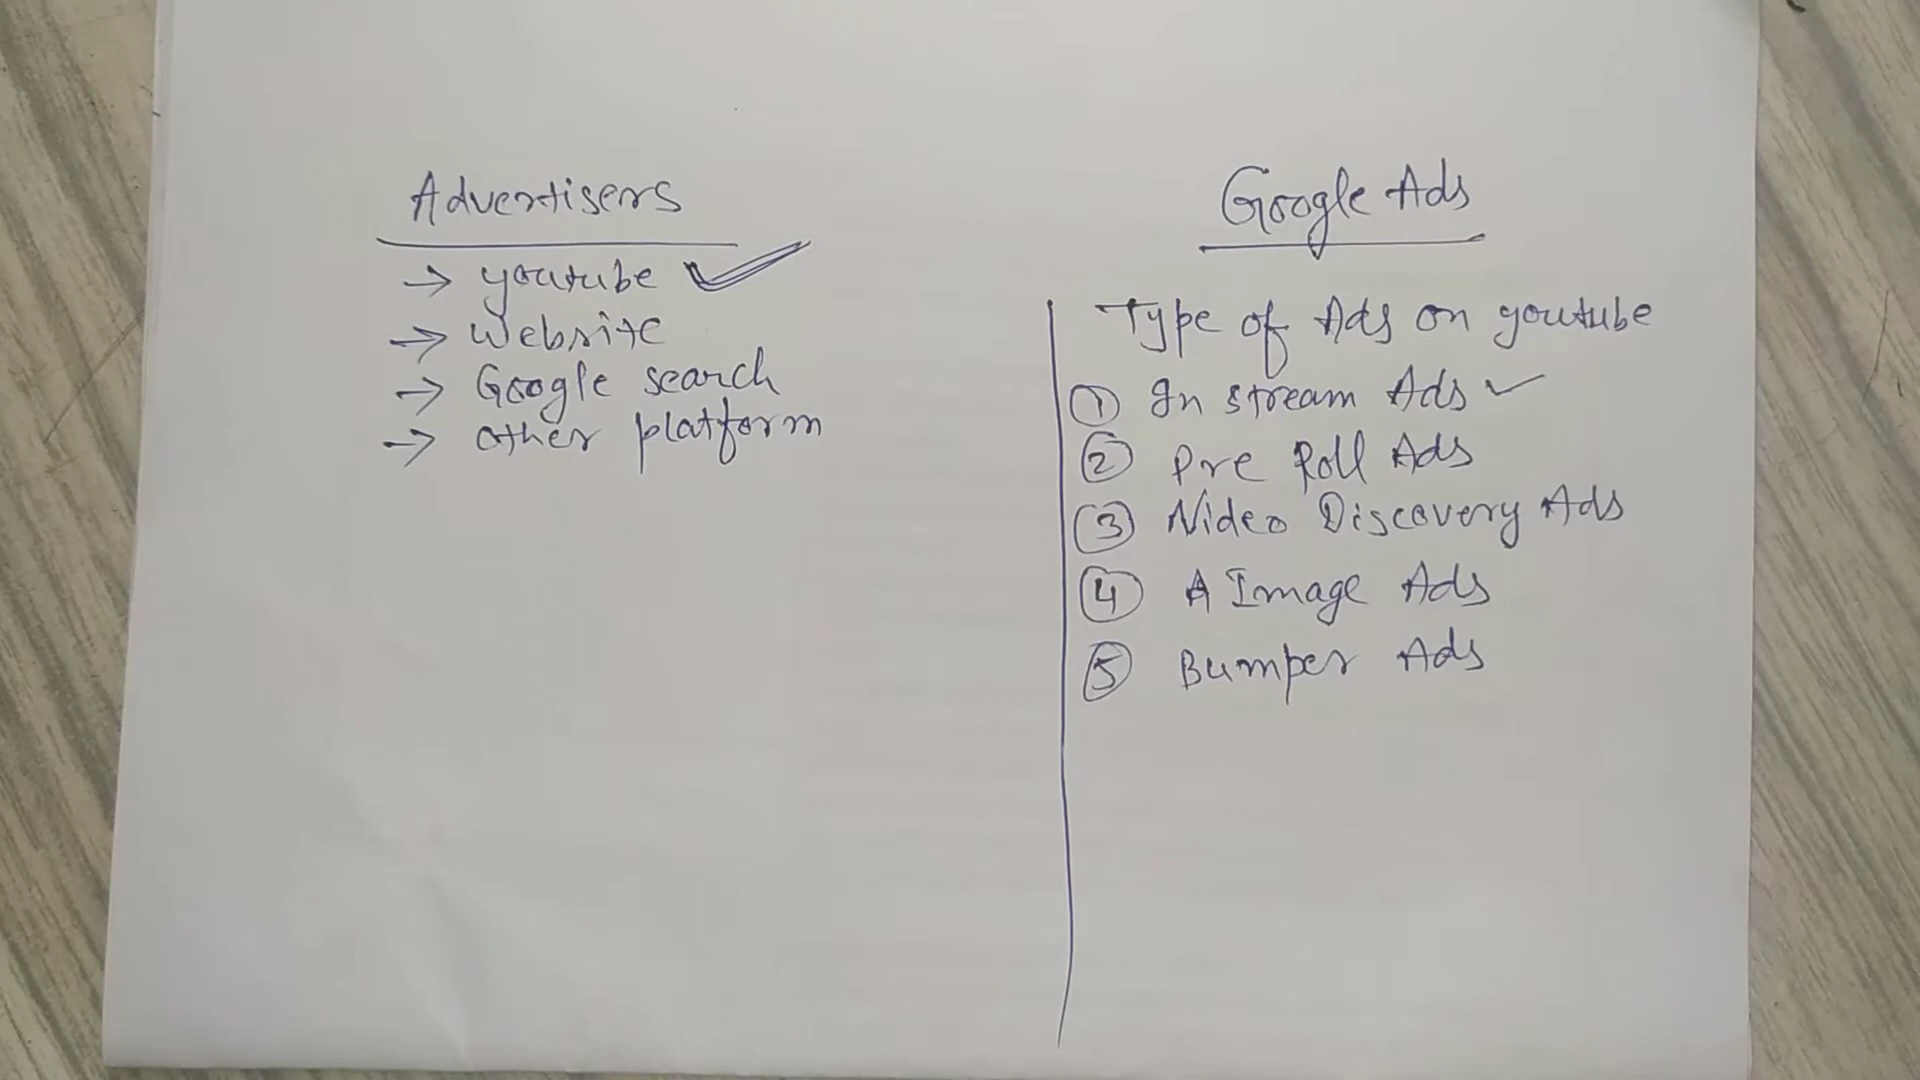 Advertisers
→ youtube ✓
→ Website
→ Google search
→ other platform
Google Ads
Type of Ads on youtube
① In stream Ads ✓
② Pre Roll Ads
③ Video Discovery Ads
④ A Image Ads
⑤ Bumper Ads